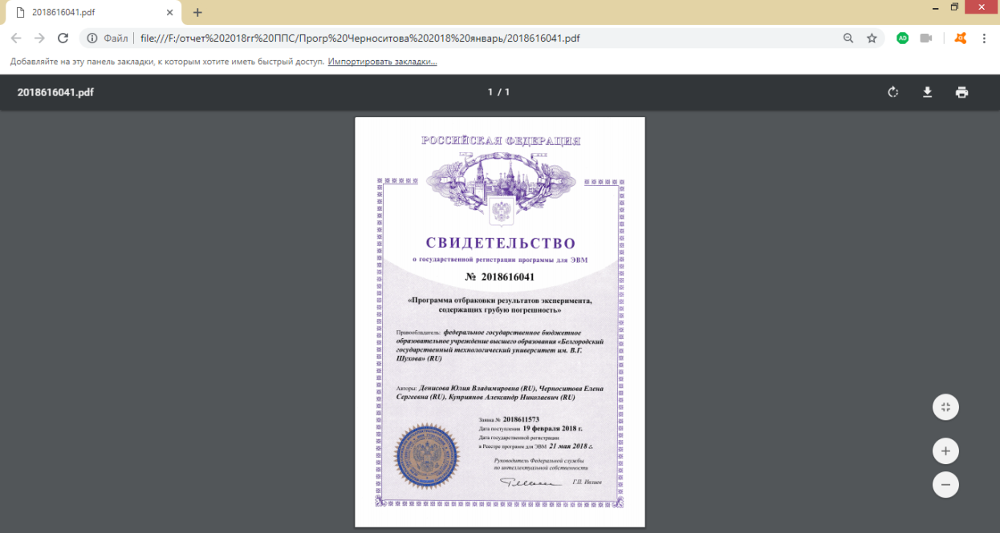 2018616041.pdf
Файл
file:///F:/отчет%202018гг%20ППС/Прогр%20Черноситова%202018%20январь/2018616041.pdf
Добавляйте на эту панель закладки, к которым хотите иметь быстрый доступ. Импортировать закладки...
2018616041.pdf
1 / 1
РОССИЙСКАЯ ФЕДЕРАЦИЯ
СВИДЕТЕЛЬСТВО
о государственной регистрации программы для ЭВМ
№ 2018616041
«Программа отбраковки результатов эксперимента,
содержащих грубую погрешность»
Правообладатель: федеральное государственное бюджетное
образовательное учреждение высшего образования «Белгородский
государственный технологический университет им. В.Г.
Шухова» (RU)
Авторы: Денисова Юлия Владимировна (RU), Черноситова Елена
Сергеевна (RU), Куприянов Александр Николаевич (RU)
Заявка № 2018611573
Дата поступления 19 февраля 2018 г.
Дата государственной регистрации
в Реестре программ для ЭВМ 21 мая 2018 г.
Руководитель Федеральной службы
по интеллектуальной собственности
Г.П. Ивлиев